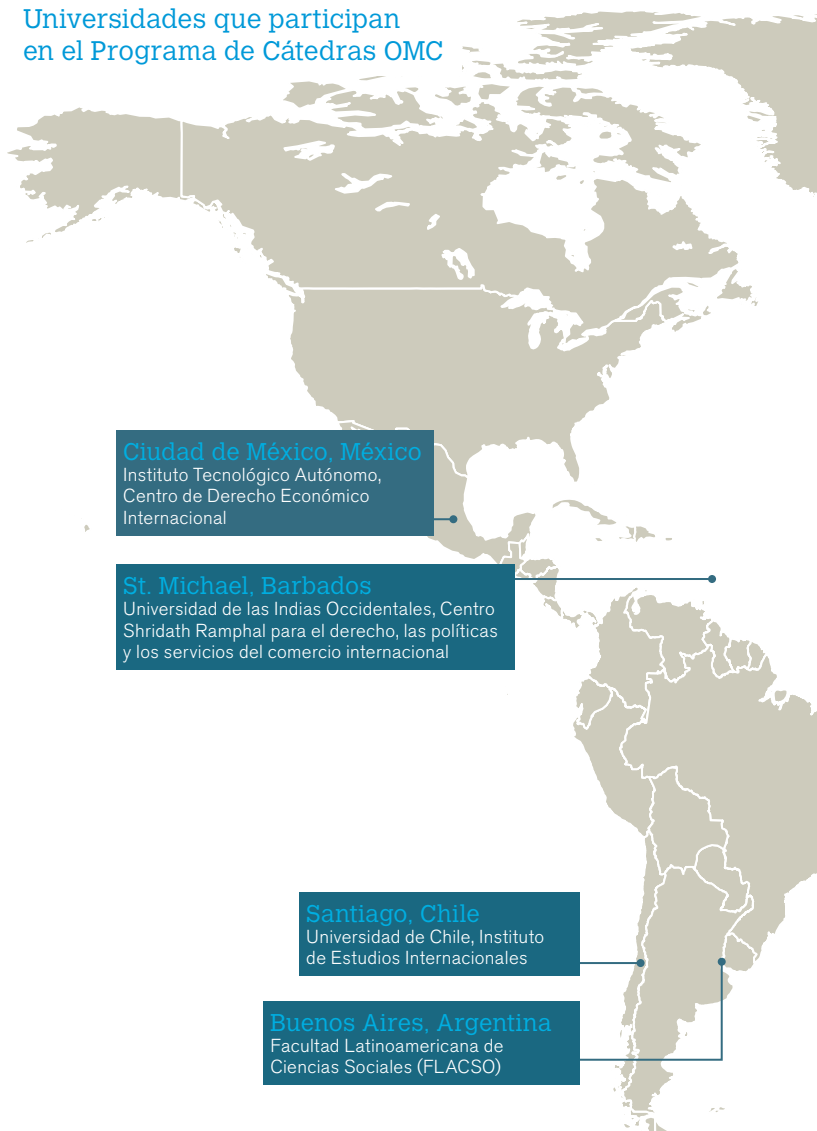 Universidades que participan
en el Programa de Cátedras OMC
Ciudad de México, México
Instituto Tecnológico Autónomo,
Centro de Derecho Económico
Internacional
St. Michael, Barbados
Universidad de las Indias Occidentales, Centro
Shridath Ramphal para el derecho, las políticas
y los servicios del comercio internacional
Santiago, Chile
Universidad de Chile, Instituto
de Estudios Internacionales
Buenos Aires, Argentina
Facultad Latinoamericana de
Ciencias Sociales (FLACSO)